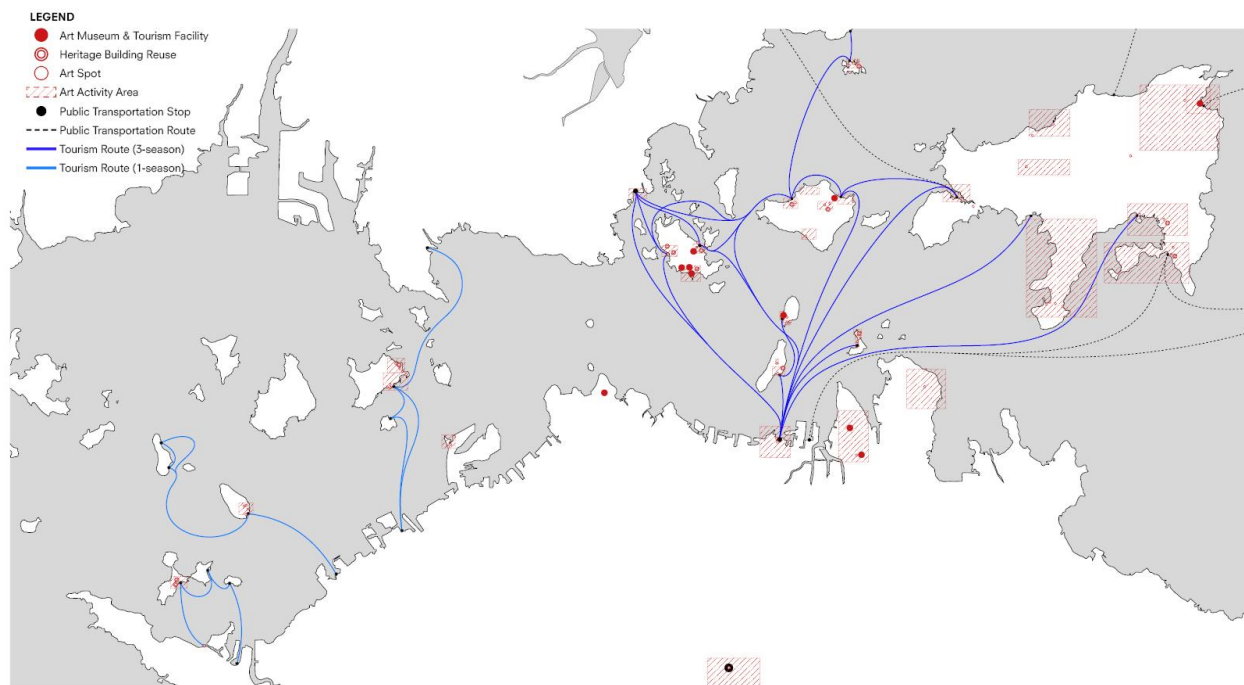 LEGEND
Art Museum & Tourism Facility
Heritage Building Reuse
Art Spot
Art Activity Area
Public Transportation Stop
Public Transportation Route
Tourism Route (3-season)
Tourism Route (1-season)